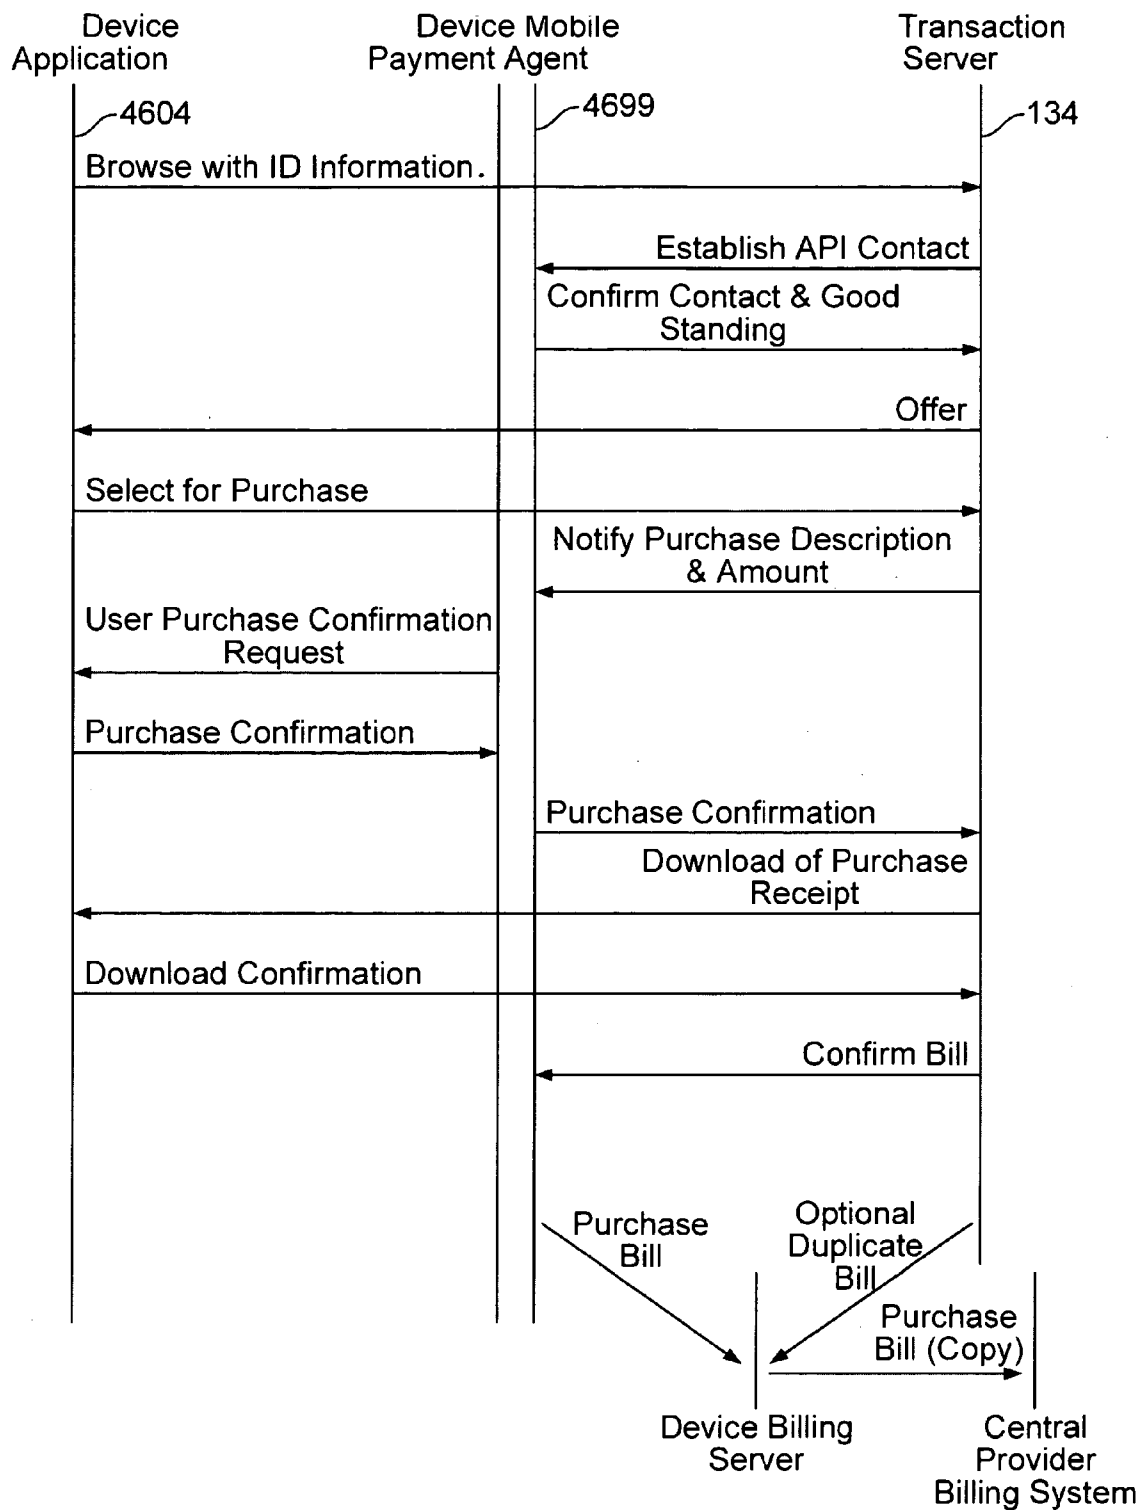 Device
Application
Device Mobile
Payment Agent
Transaction
Server
4604
4699
134
Browse with ID Information.
Establish API Contact
Confirm Contact & Good
Standing
Offer
Select for Purchase
Notify Purchase Description
& Amount
User Purchase Confirmation
Request
Purchase Confirmation
Purchase Confirmation
Download of Purchase
Receipt
Download Confirmation
Confirm Bill
Purchase
Bill
Optional
Duplicate
Bill
Purchase
Bill (Copy)
Device Billing
Server
Central
Provider
Billing System